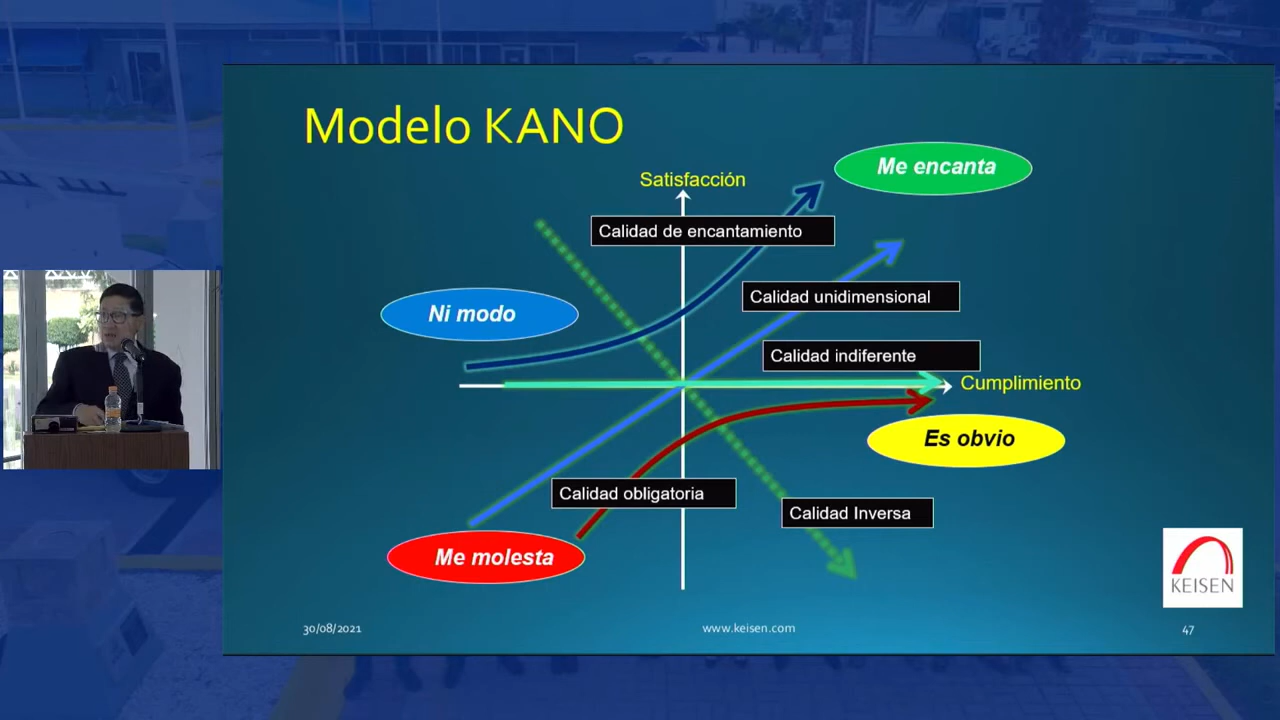 Modelo KANO
Me encanta
Satisfacción
Calidad de encantamiento
Calidad unidimensional
Ni modo
Calidad indiferente
Cumplimiento
Es obvio
Calidad obligatoria
Calidad Inversa
Me molesta
KEISEN
30/08/2021
www.keisen.com
47